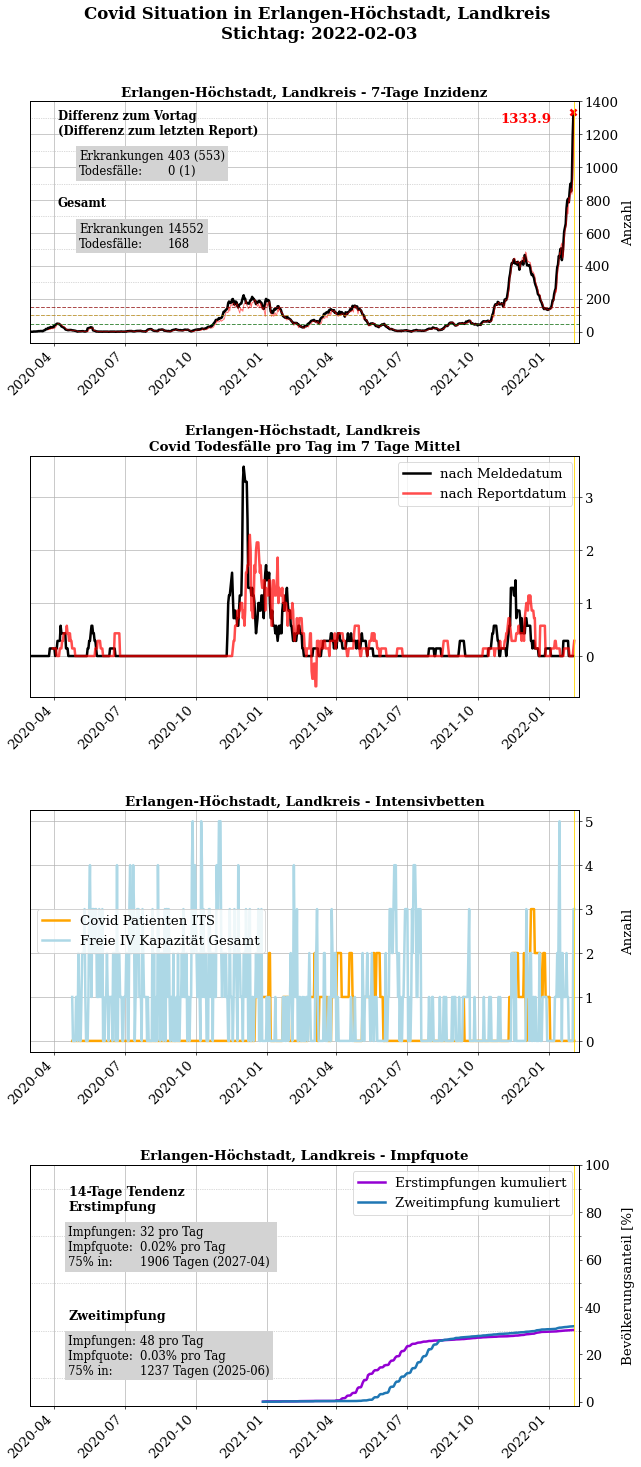 Covid Situation in Erlangen-Höchstadt, Landkreis
Stichtag: 2022-02-03
Erlangen-Höchstadt, Landkreis - 7-Tage Inzidenz
Differenz zum Vortag
(Differenz zum letzten Report)
Erkrankungen 403 (553)
Todesfälle: 0 (1)
Gesamt
Erkrankungen 14552
Todesfälle: 168
1333.9
1400
1200
1000
800
600
400
200
0
Anzahl
2020-04
2020-07
2020-10
2021-01
2021-04
2021-07
2021-10
2022-01
Erlangen-Höchstadt, Landkreis
Covid Todesfälle pro Tag im 7 Tage Mittel
nach Meldedatum
nach Reportdatum
3
2
1
0
2020-04
2020-07
2020-10
2021-01
2021-04
2021-07
2021-10
2022-01
Erlangen-Höchstadt, Landkreis - Intensivbetten
Covid Patienten ITS
Freie IV Kapazität Gesamt
5
4
3
2
1
0
Anzahl
2020-04
2020-07
2020-10
2021-01
2021-04
2021-07
2021-10
2022-01
Erlangen-Höchstadt, Landkreis - Impfquote
14-Tage Tendenz
Erstimpfung
Impfungen: 32 pro Tag
Impfquote: 0.02% pro Tag
75% in: 1906 Tagen (2027-04)
Zweitimpfung
Impfungen: 48 pro Tag
Impfquote: 0.03% pro Tag
75% in: 1237 Tagen (2025-06)
Erstimpfungen kumuliert
Zweitimpfung kumuliert
100
80
60
40
20
0
Bevölkerungsanteil [%]
2020-04
2020-07
2020-10
2021-01
2021-04
2021-07
2021-10
2022-01